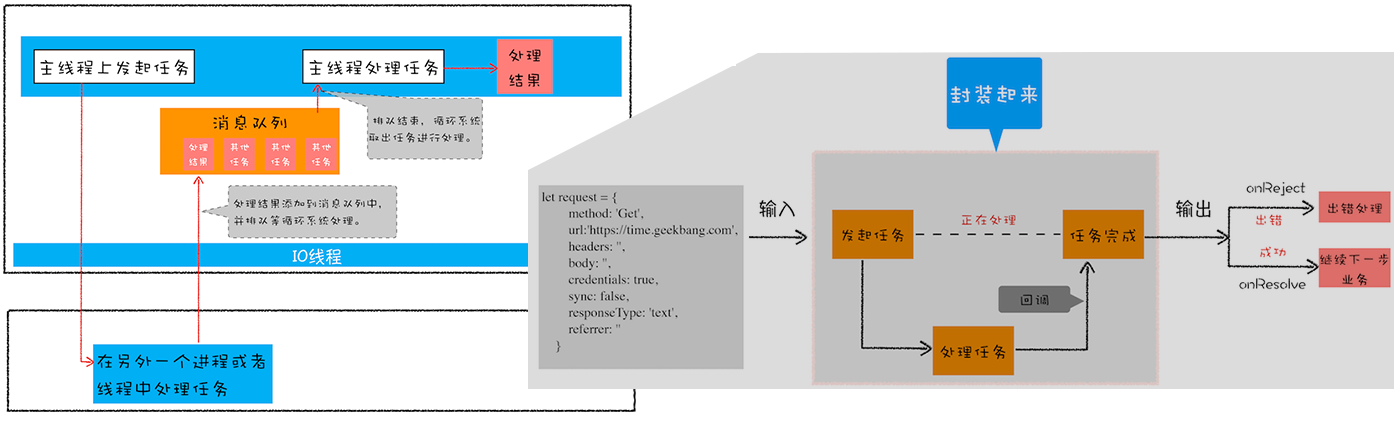 主线程上发起任务
主线程处理任务
处理
结果
消息队列
处理
结果
其他
任务
其他
任务
其他
任务
排队结束，循环系统
取出任务进行处理。
处理结果添加到消息队列中，
并排队等循环系统处理。
IO线程
在另外一个进程或者
线程中处理任务
封装起来
let request = {
method: 'Get',
url:'https://time.geekbang.com',
headers: '',
body: '',
credentials: true,
sync: false,
responseType: 'text',
referrer: ''
}
输入
发起任务
正在处理
任务完成
回调
处理任务
输出
onReject
出错
出错处理
成功
onResolve
继续下一步
业务